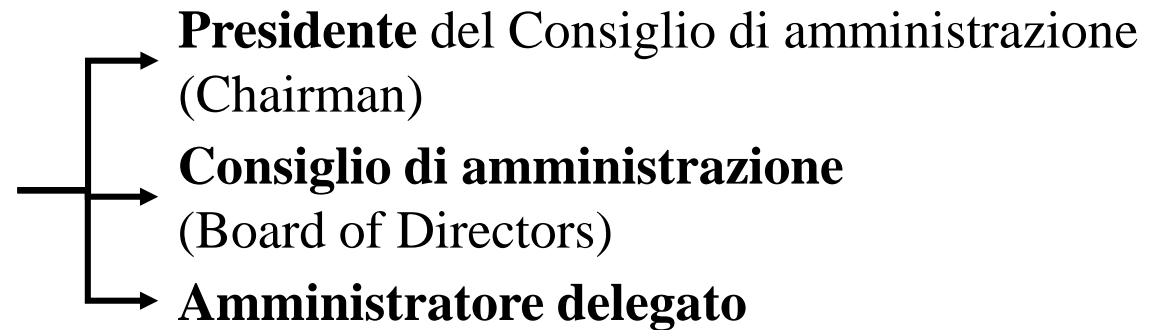 Presidente del Consiglio di amministrazione
(Chairman)
Consiglio di amministrazione
(Board of Directors)
Amministratore delegato